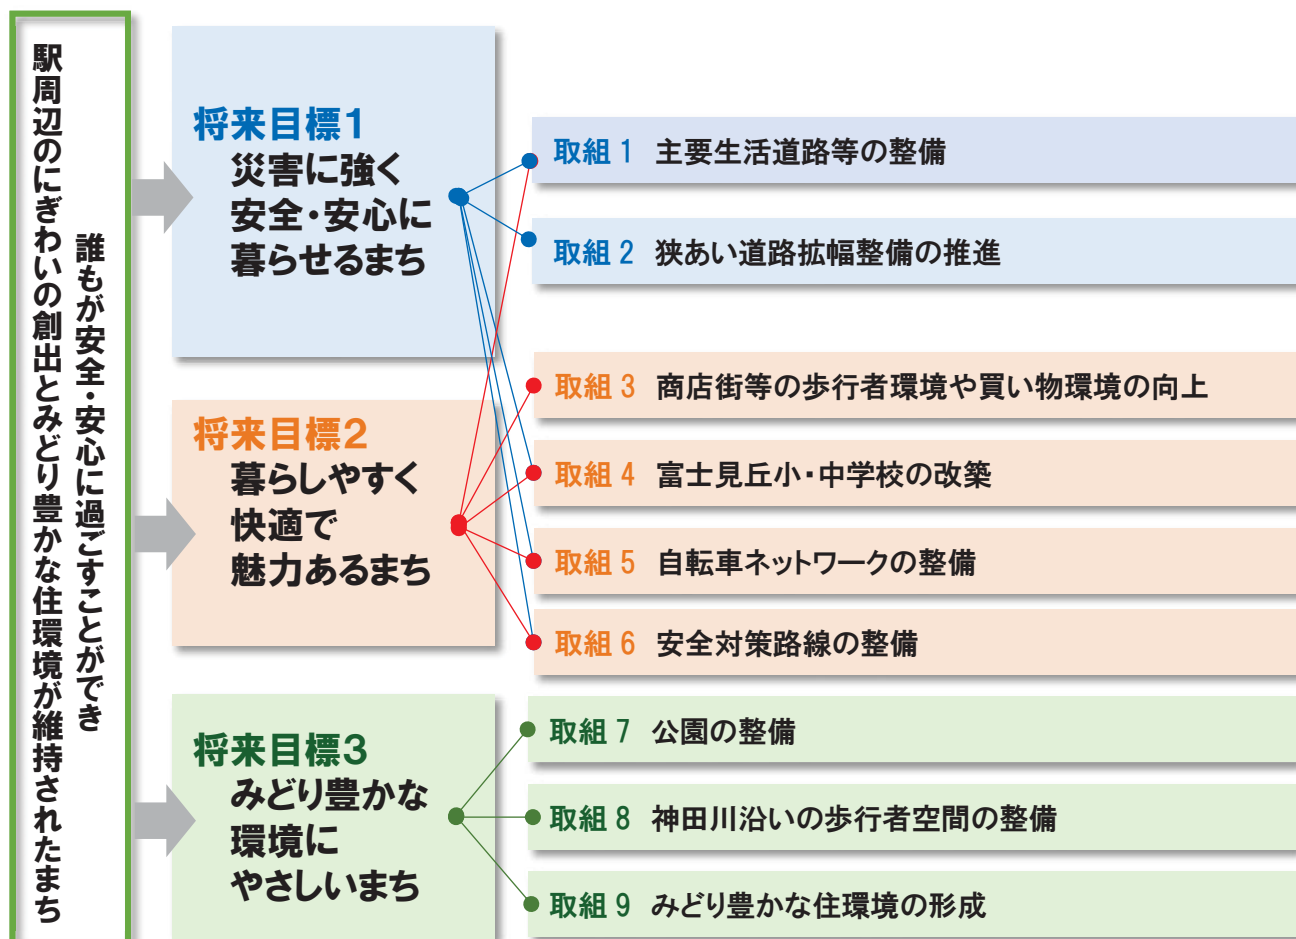 誰もが安全・安心に過ごすことができ
駅周辺のにぎわいの創出とみどり豊かな住環境が維持されたまち
将来目標1
災害に強く
安全・安心に
暮らせるまち
取組 1 主要生活道路等の整備
取組 2 狭あい道路拡幅整備の推進
将来目標2
暮らしやすく
快適で
魅力あるまち
取組 3 商店街等の歩行者環境や買い物環境の向上
取組 4 富士見丘小・中学校の改築
取組 5 自転車ネットワークの整備
取組 6 安全対策路線の整備
将来目標3
みどり豊かな
環境に
やさしいまち
取組 7 公園の整備
取組 8 神田川沿いの歩行者空間の整備
取組 9 みどり豊かな住環境の形成